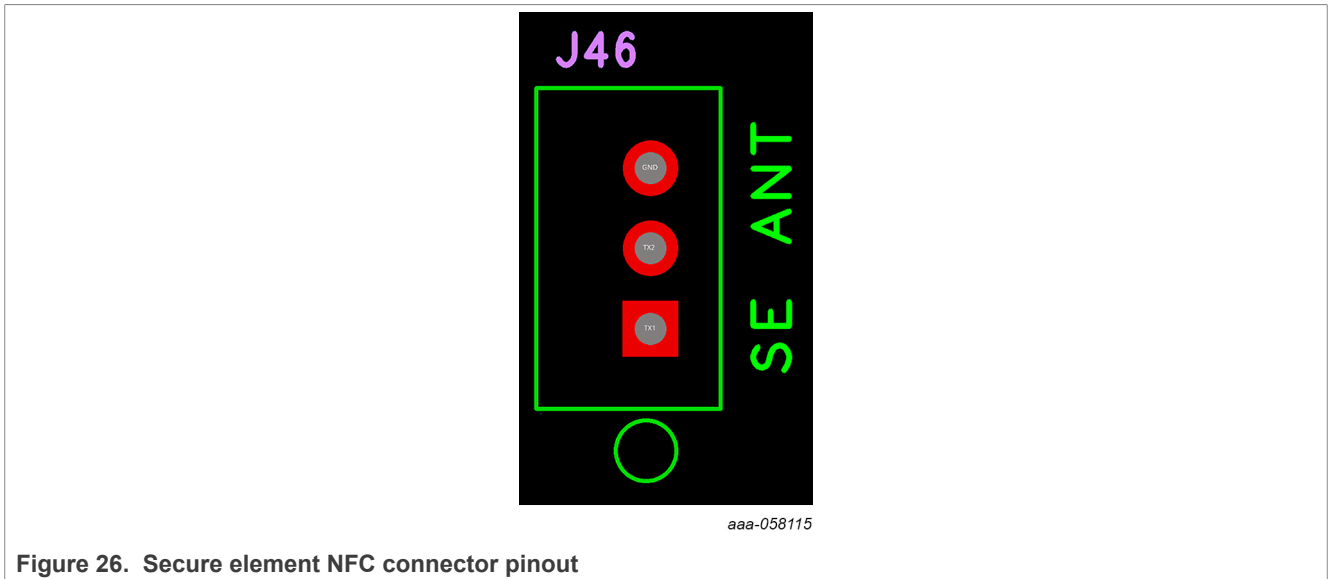 J46
GND
TX2
TX1
SE ANT
aaa-058115
Figure 26. Secure element NFC connector pinout